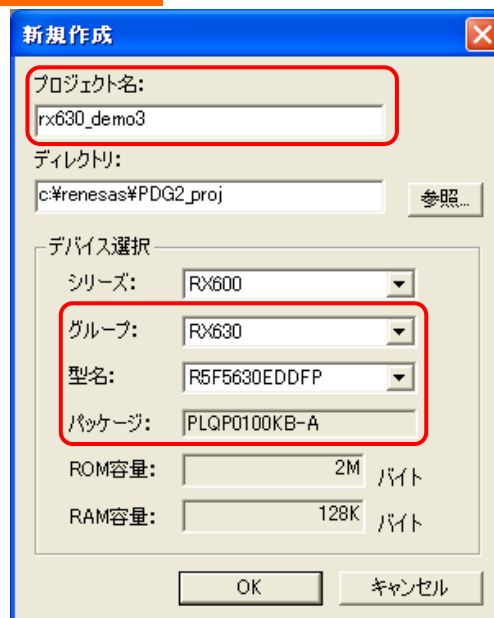 新規作成
プロジェクト名:
rx630_demo3
ディレクトリ:
c:¥renesas¥PDG2_proj
参照...
デバイス選択
シリーズ: RX600
グループ: RX630
型名: R5F5630EDDFP
パッケージ: PLQP0100KB-A
ROM容量: 2M バイト
RAM容量: 128K バイト
OK キャンセル